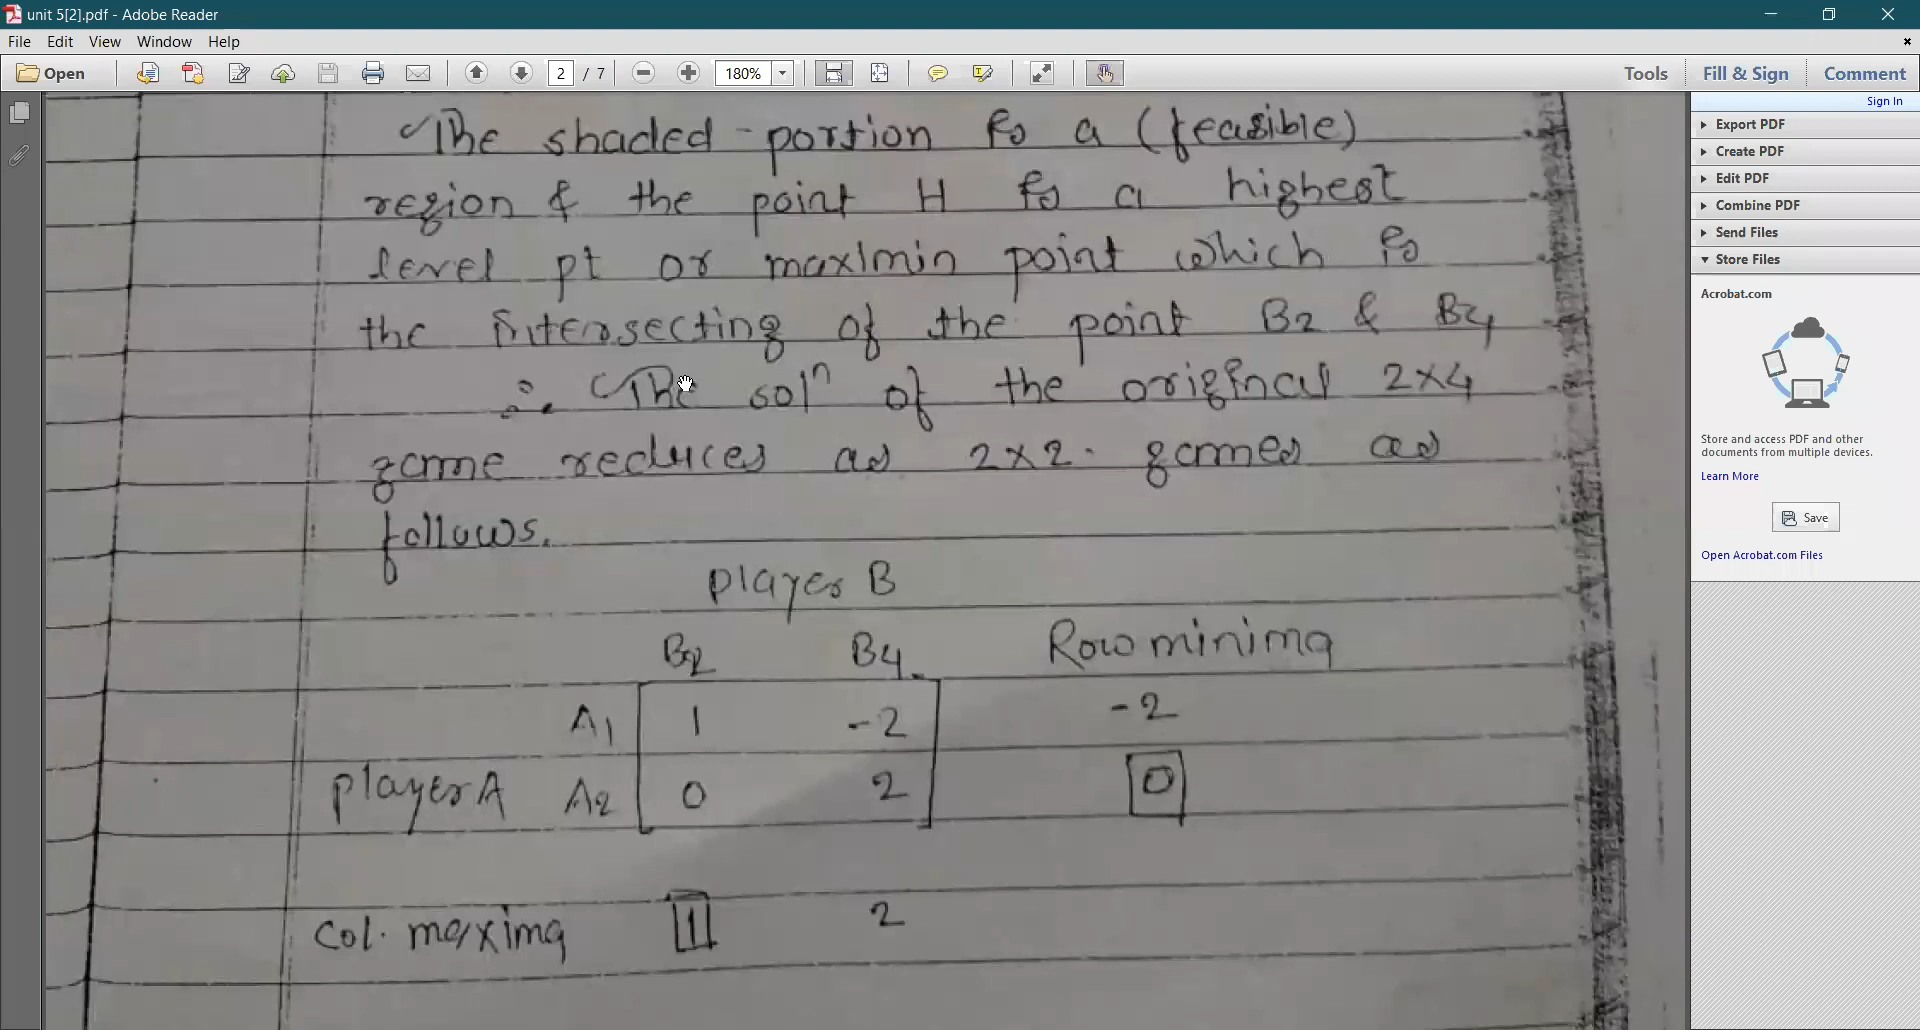 unit 5[2].pdf - Adobe Reader
File Edit View Window Help
Open 2 / 7 180% Tools Fill & Sign Comment
Sign In
Export PDF
Create PDF
Edit PDF
Combine PDF
Send Files
Store Files
Acrobat.com
Store and access PDF and other
documents from multiple devices.
Learn More
Save
Open Acrobat.com Files
The shaded portion is a (feasible)
region & the point H is a highest
level pt or maximin point which is
the intersecting of the point B2 & B4
∴ The solⁿ of the original 2×4
game reduces as 2×2 games as
follows.
player B
B2 B4 Row minima
A1 1 -2 -2
player A A2 0 2 0
Col. maxima 1 2